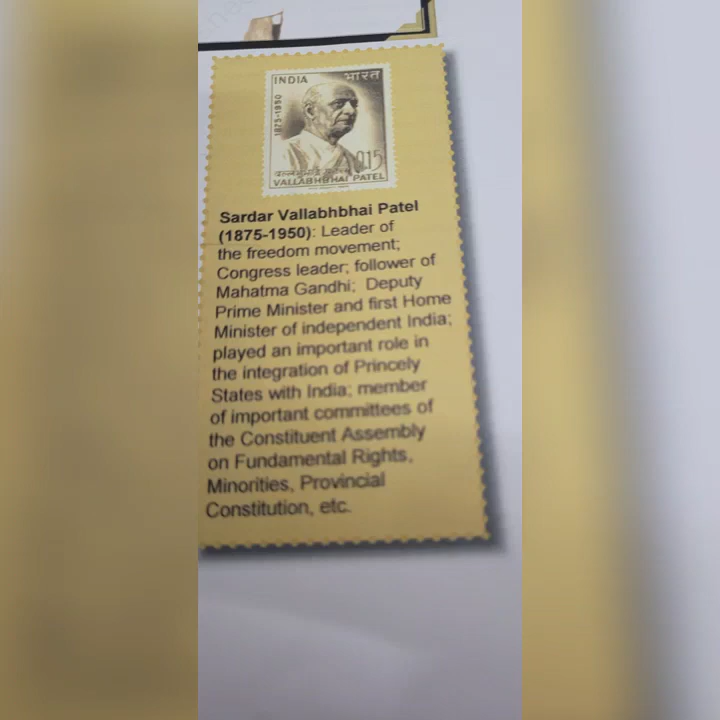 INDIA भारत
1875-1950
0.15
VALLABHBHAI PATEL
Sardar Vallabhbhai Patel
(1875-1950): Leader of
the freedom movement;
Congress leader; follower of
Mahatma Gandhi; Deputy
Prime Minister and first Home
Minister of independent India;
played an important role in
the integration of Princely
States with India; member
of important committees of
the Constituent Assembly
on Fundamental Rights,
Minorities, Provincial
Constitution, etc.